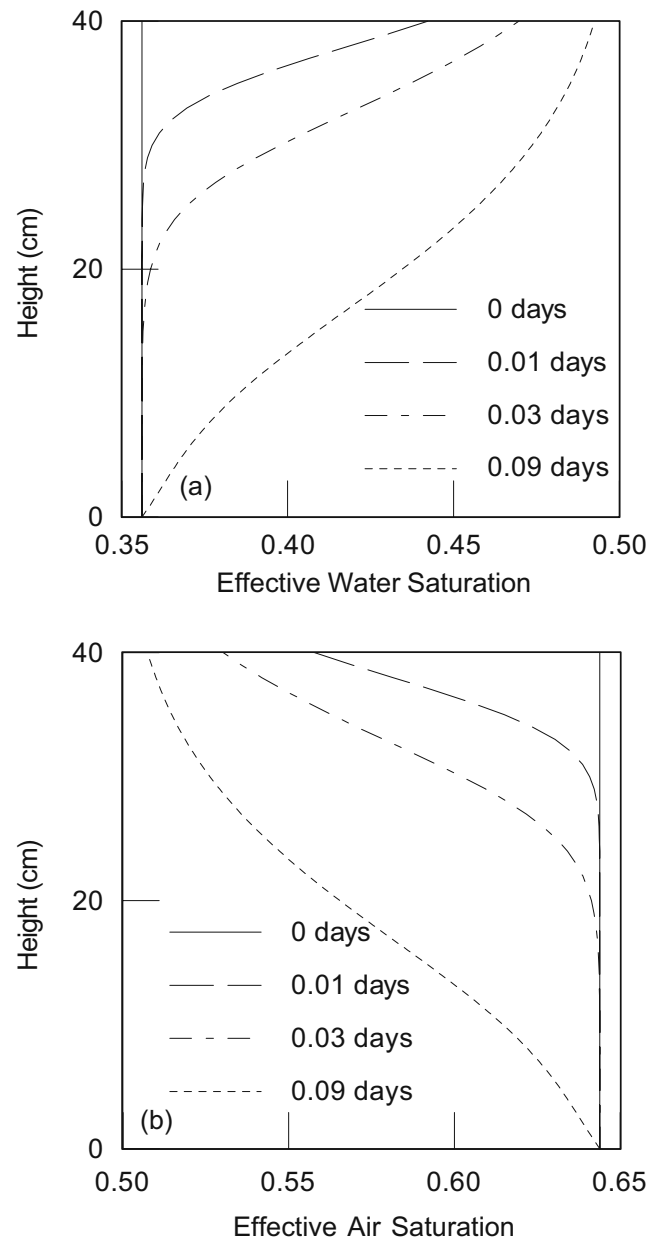 40
Height (cm)
20
0 days
0.01 days
0.03 days
0.09 days
(a)
0
0.35
0.40
0.45
0.50
Effective Water Saturation
40
Height (cm)
20
0 days
0.01 days
0.03 days
0.09 days
(b)
0
0.50
0.55
0.60
0.65
Effective Air Saturation